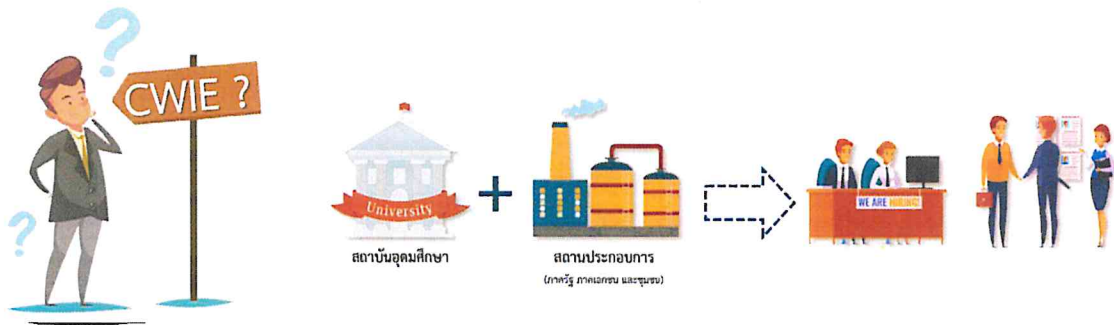 ?
CWIE ?
?
University
สถาบันอุดมศึกษา
+
สถานประกอบการ
(ภาครัฐ ภาคเอกชน และชุมชน)
WE ARE HIRING!